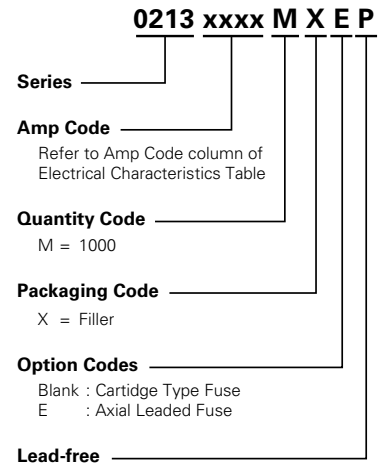 0213 xxxx M X E P
Series
Amp Code
Refer to Amp Code column of
Electrical Characteristics Table
Quantity Code
M = 1000
Packaging Code
X = Filler
Option Codes
Blank : Cartidge Type Fuse
E : Axial Leaded Fuse
Lead-free